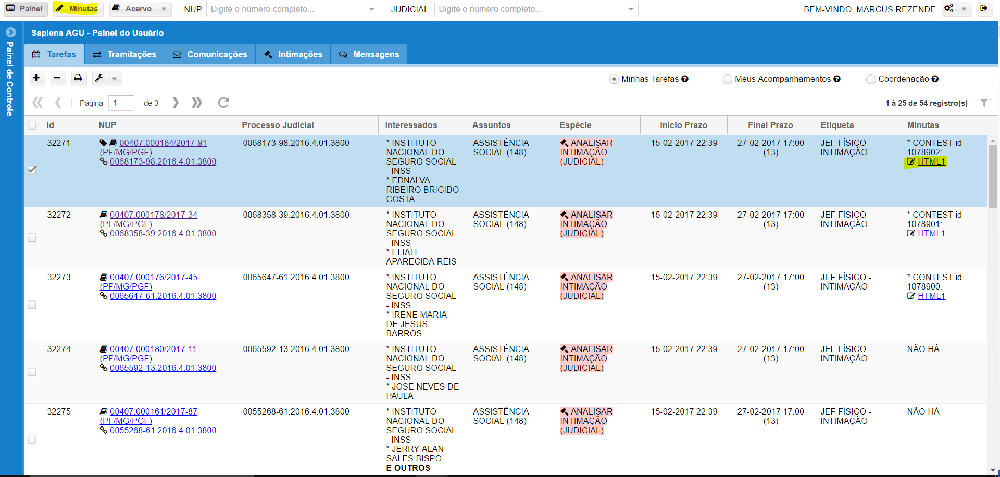 Painel Minutas Acervo NUP: Digite o número completo... JUDICIAL: Digite o número completo... BEM-VINDO, MARCUS REZENDE
Painel de Controle
Sapiens AGU - Painel do Usuário
Tarefas Tramitações Comunicações Intimações Mensagens
Minhas Tarefas Meus Acompanhamentos Coordenação
Página 1 de 3 1 à 25 de 54 registro(s)
Id NUP Processo Judicial Interessados Assuntos Espécie Início Prazo Final Prazo Etiqueta Minutas
32271 00407.000184/2017-91 0068173-98.2016.4.01.3800 * INSTITUTO ASSISTÊNCIA ANALISAR 15-02-2017 22:39 27-02-2017 17:00 JEF FÍSICO - * CONTEST id
(PF/MG/PGF) NACIONAL DO SOCIAL (148) INTIMAÇÃO (13) INTIMAÇÃO 1078902:
0068173-98.2016.4.01.3800 SEGURO SOCIAL (JUDICIAL) HTML1
- INSS
* EDNALVA
RIBEIRO BRIGIDO
COSTA
32272 00407.000178/2017-34 0068358-39.2016.4.01.3800 * INSTITUTO ASSISTÊNCIA ANALISAR 15-02-2017 22:39 27-02-2017 17:00 JEF FÍSICO - * CONTEST id
(PF/MG/PGF) NACIONAL DO SOCIAL (148) INTIMAÇÃO (13) INTIMAÇÃO 1078901:
0068358-39.2016.4.01.3800 SEGURO SOCIAL (JUDICIAL) HTML1
- INSS
* ELIATE
APARECIDA REIS
32273 00407.000176/2017-45 0065647-61.2016.4.01.3800 * INSTITUTO ASSISTÊNCIA ANALISAR 15-02-2017 22:39 27-02-2017 17:00 JEF FÍSICO - * CONTEST id
(PF/MG/PGF) NACIONAL DO SOCIAL (148) INTIMAÇÃO (13) INTIMAÇÃO 1078900:
0065647-61.2016.4.01.3800 SEGURO SOCIAL (JUDICIAL) HTML1
- INSS
* IRENE MARIA
DE JESUS
BARROS
32274 00407.000180/2017-11 0065592-13.2016.4.01.3800 * INSTITUTO ASSISTÊNCIA ANALISAR 15-02-2017 22:39 27-02-2017 17:00 JEF FÍSICO - NÃO HÁ
(PF/MG/PGF) NACIONAL DO SOCIAL (148) INTIMAÇÃO (13) INTIMAÇÃO
0065592-13.2016.4.01.3800 SEGURO SOCIAL (JUDICIAL)
- INSS
* JOSE NEVES DE
PAULA
32275 00407.000161/2017-87 0055268-61.2016.4.01.3800 * INSTITUTO ASSISTÊNCIA ANALISAR 15-02-2017 22:39 27-02-2017 17:00 JEF FÍSICO - NÃO HÁ
(PF/MG/PGF) NACIONAL DO SOCIAL (148) INTIMAÇÃO (13) INTIMAÇÃO
0055268-61.2016.4.01.3800 SEGURO SOCIAL (JUDICIAL)
- INSS
* JERRY ALAN
SALES BISPO
E OUTROS